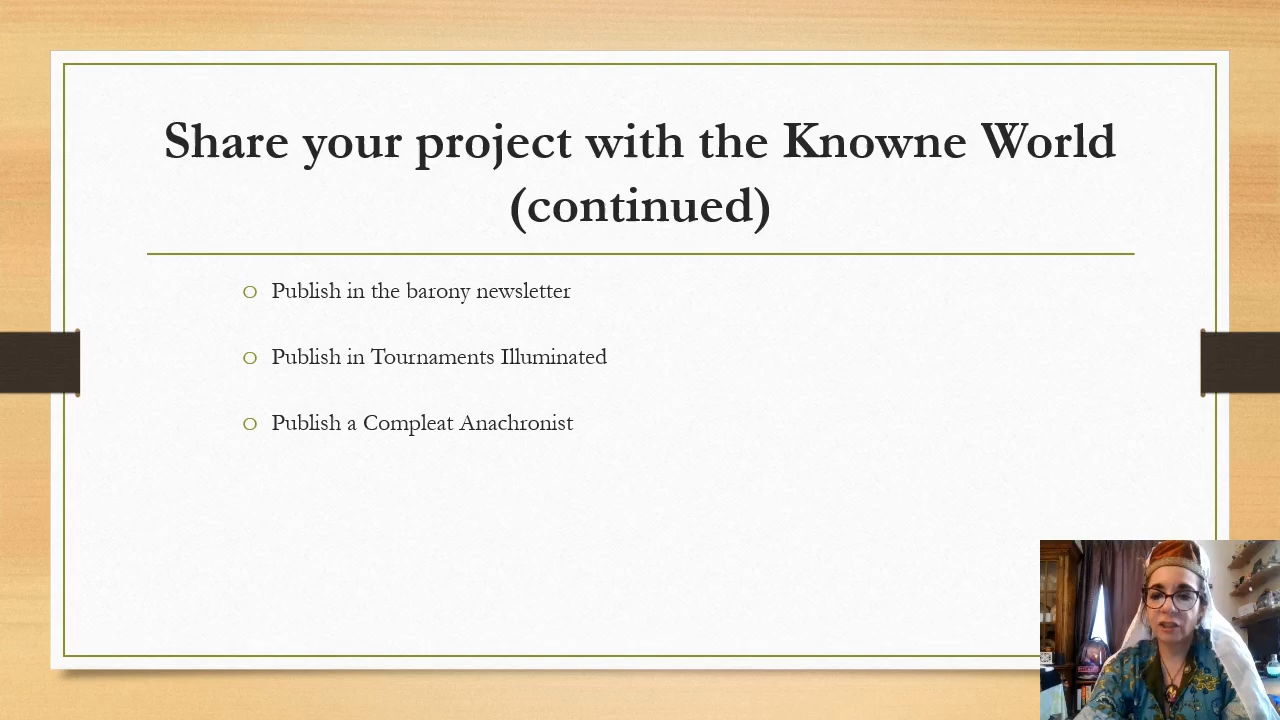 Share your project with the Knowne World
(continued)
o Publish in the barony newsletter
o Publish in Tournaments Illuminated
o Publish a Compleat Anachronist